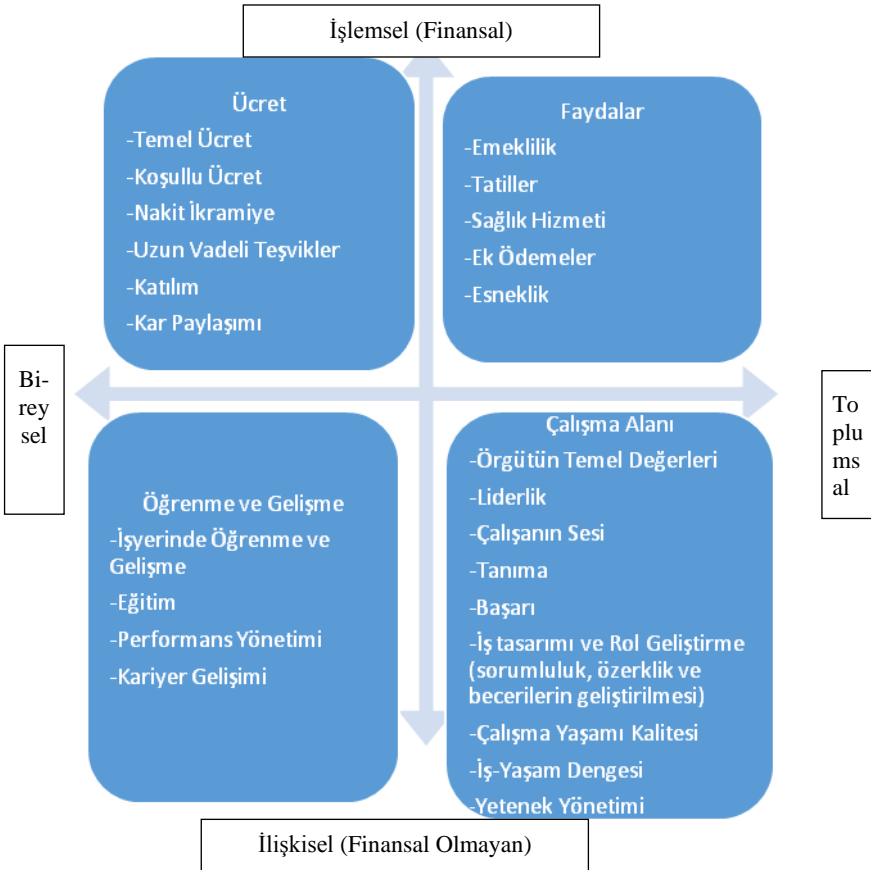 İşlemsel (Finansal)
Ücret
-Temel Ücret
-Koşullu Ücret
-Nakit İkramiye
-Uzun Vadeli Teşvikler
-Katılım
-Kar Paylaşımı
Faydalar
-Emeklilik
-Tatiller
-Sağlık Hizmeti
-Ek Ödemeler
-Esneklik
Bi-
rey
sel
To
plu
ms
al
Öğrenme ve Gelişme
-İşyerinde Öğrenme ve
Gelişme
-Eğitim
-Performans Yönetimi
-Kariyer Gelişimi
Çalışma Alanı
-Örgütün Temel Değerleri
-Liderlik
-Çalışanın Sesi
-Tanıma
-Başarı
-İş tasarımı ve Rol Geliştirme
(sorumluluk, özerklik ve
becerilerin geliştirilmesi)
-Çalışma Yaşamı Kalitesi
-İş-Yaşam Dengesi
-Yetenek Yönetimi
İlişkisel (Finansal Olmayan)